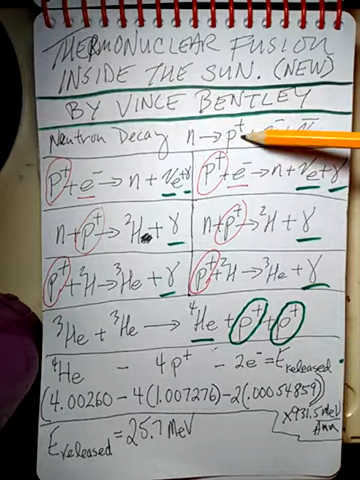 THERMONUCLEAR FUSION
INSIDE THE SUN. (NEW)
BY VINCE BENTLEY
Neutron Decay n → p⁺ e⁻
p⁺ + e⁻ → n + νe + γ p⁺ + e⁻ → n + νe + γ
n + p⁺ → ²H + γ n + p⁺ → ²H + γ
p⁺ + ²H → ³He + γ p⁺ + ²H → ³He + γ
³He + ³He → ⁴He + p⁺ + p⁺
⁴He - 4p⁺ - 2e⁻ = E released
(4.00260 - 4(1.007276) - 2(.00054859)
x931.5 MeV
E released = 25.7 MeV